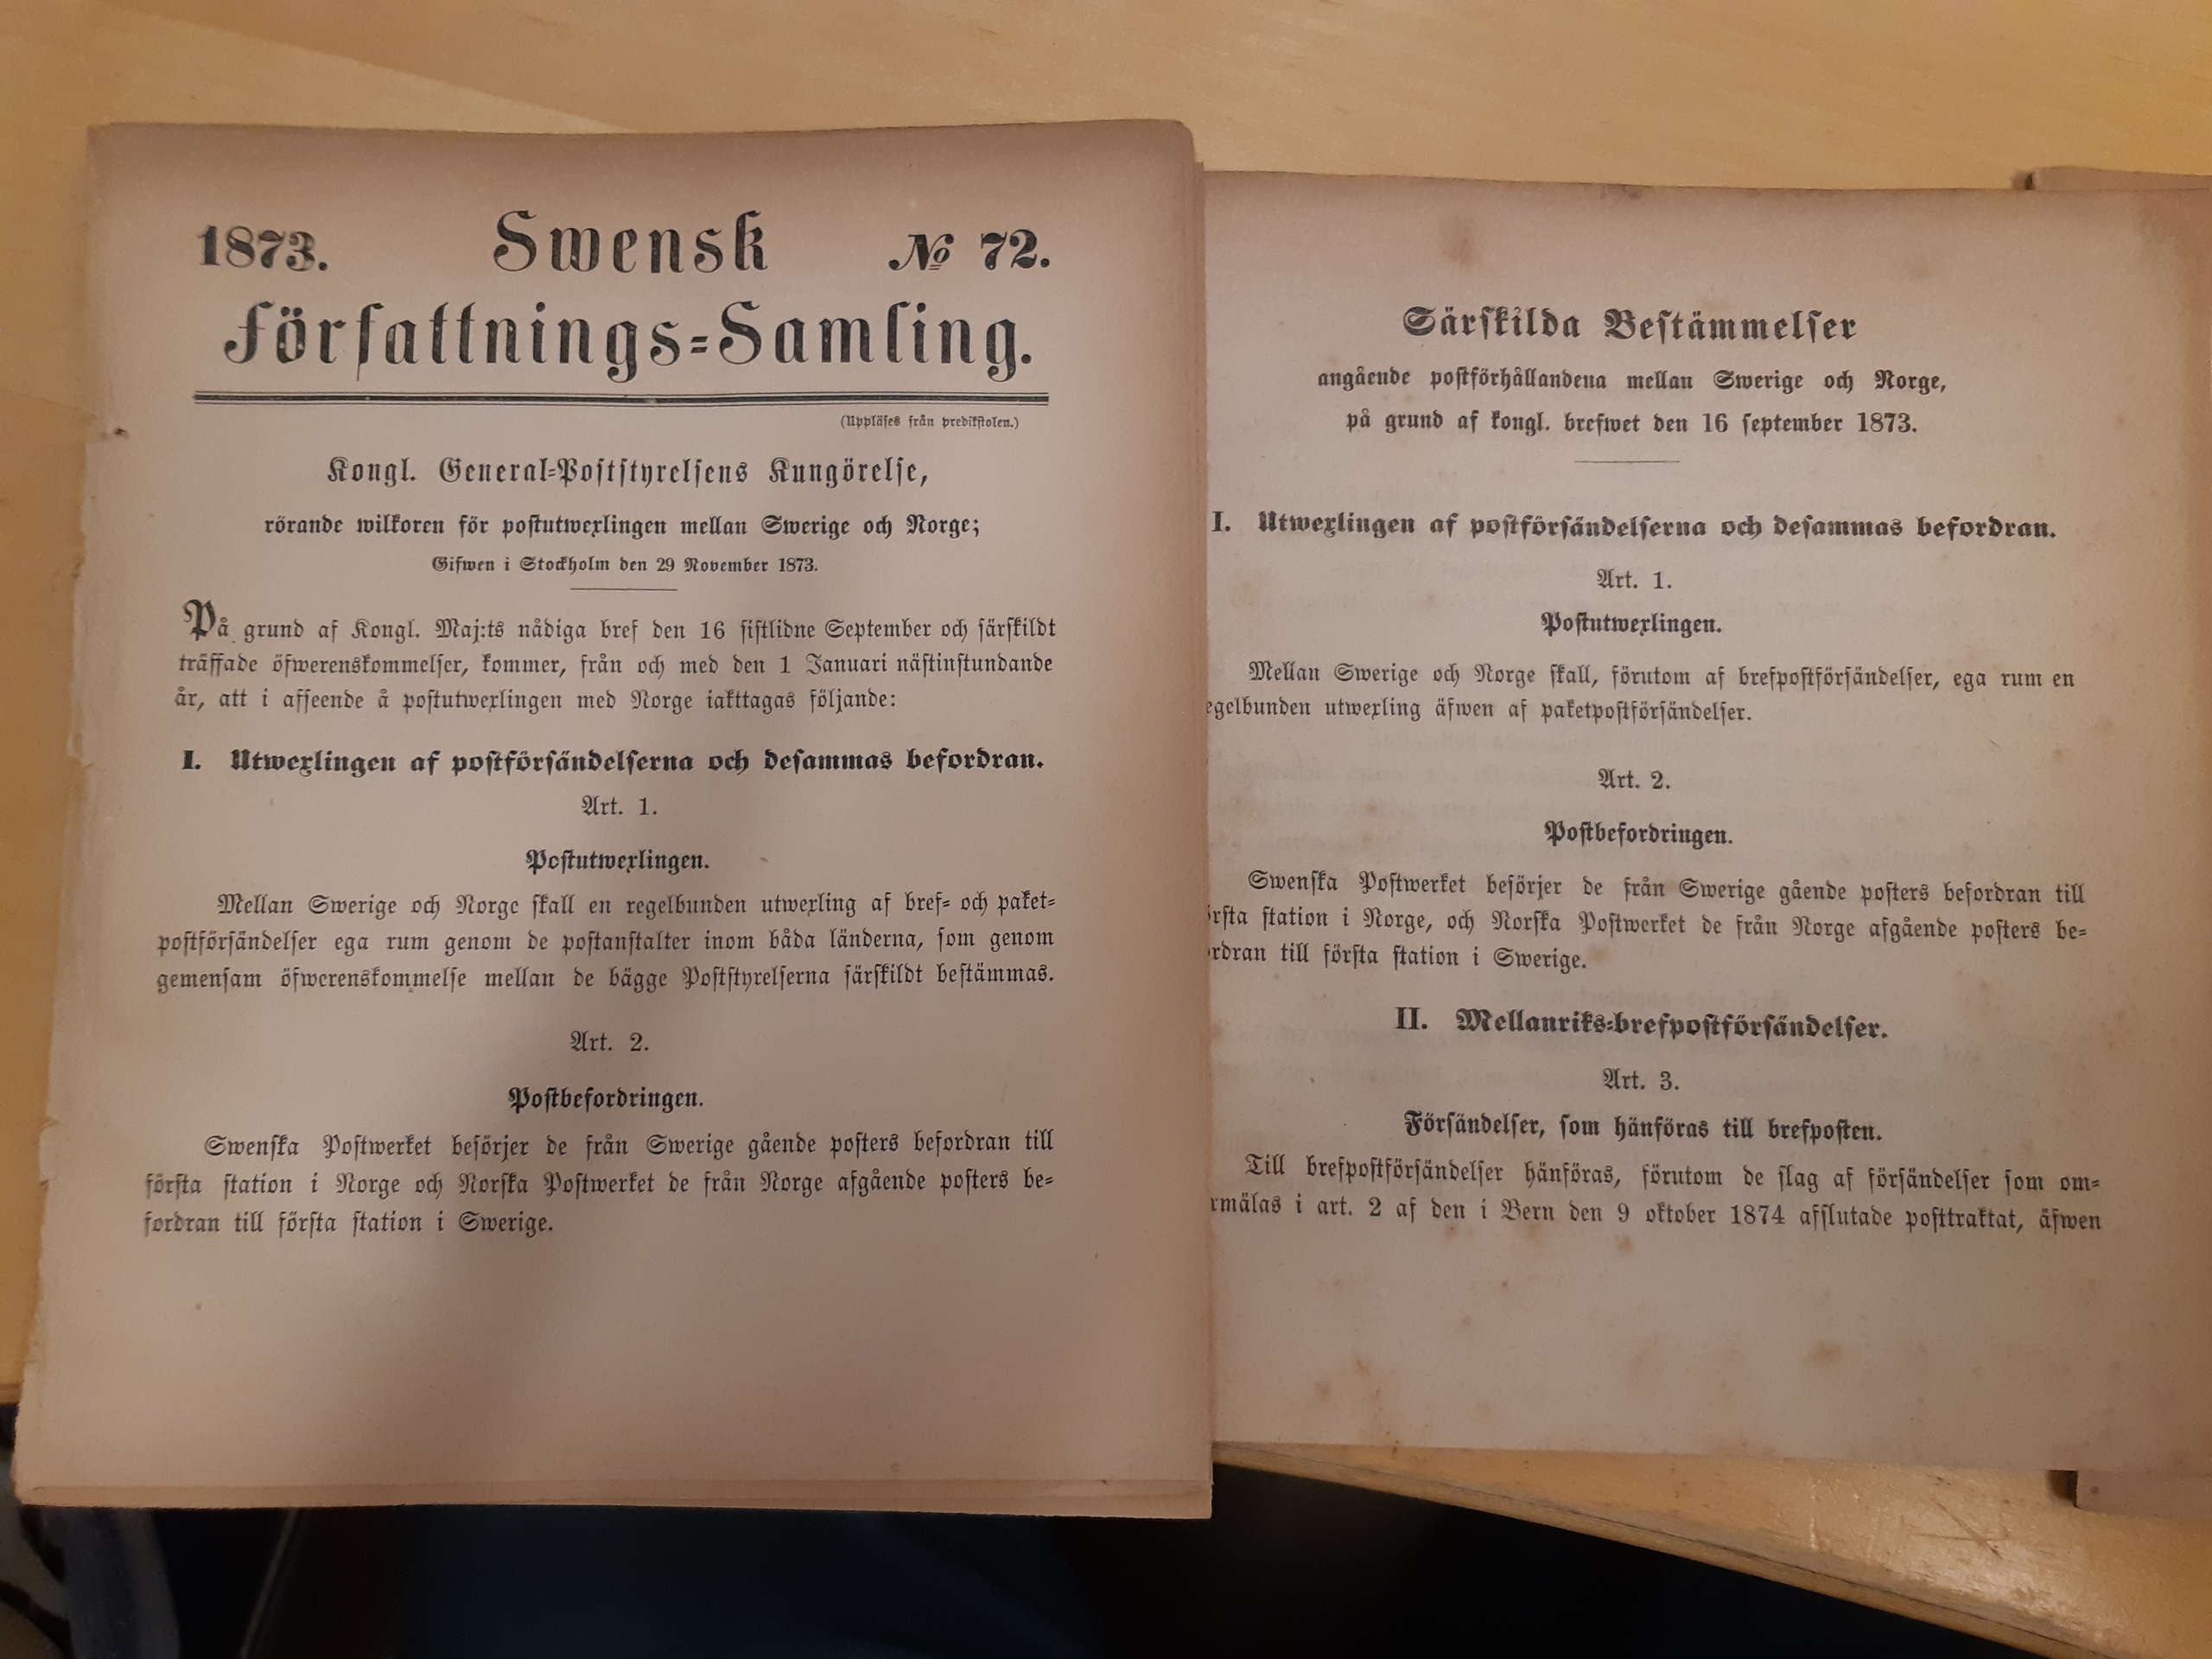 1873. Swensk № 72.
Författnings=Samling.
(Uppläses från predikstolen.)
Kongl. General=Poststyrelsens Kungörelse,
rörande wilkoren för postutwexlingen mellan Swerige och Norge;
Gifwen i Stockholm den 29 November 1873.
På grund af Kongl. Maj:ts nådiga bref den 16 sistlidne September och särskildt
träffade öfwerenskommelser, kommer, från och med den 1 Januari nästinstundande
år, att i afseende å postutwexlingen med Norge iakttagas följande:
I. Utwexlingen af postförsändelserna och desammas befordran.
Art. 1.
Postutwexlingen.
Mellan Swerige och Norge skall en regelbunden utwexling af bref= och paket=
postförsändelser ega rum genom de postanstalter inom båda länderna, som genom
gemensam öfwerenskommelse mellan de bägge Poststyrelserna särskildt bestämmas.
Art. 2.
Postbefordringen.
Swenska Postwerket besörjer de från Swerige gående posters befordran till
första station i Norge och Norska Postwerket de från Norge afgående posters be=
fordran till första station i Swerige.
Särskilda Bestämmelser
angående postförhållandena mellan Swerige och Norge,
på grund af kongl. brefwet den 16 september 1873.
I. Utwexlingen af postförsändelserna och desammas befordran.
Art. 1.
Postutwexlingen.
Mellan Swerige och Norge skall, förutom af brefpostförsändelser, ega rum en
egelbunden utwexling äfwen af paketpostförsändelser.
Art. 2.
Postbefordringen.
Swenska Postwerket besörjer de från Swerige gående posters befordran till
rsta station i Norge, och Norska Postwerket de från Norge afgående posters be=
rdran till första station i Swerige.
II. Mellanriks=brefpostförsändelser.
Art. 3.
Försändelser, som hänföras till brefposten.
Till brefpostförsändelser hänföras, förutom de slag af försändelser som om=
rmälas i art. 2 af den i Bern den 9 oktober 1874 afslutade posttraktat, äfwen